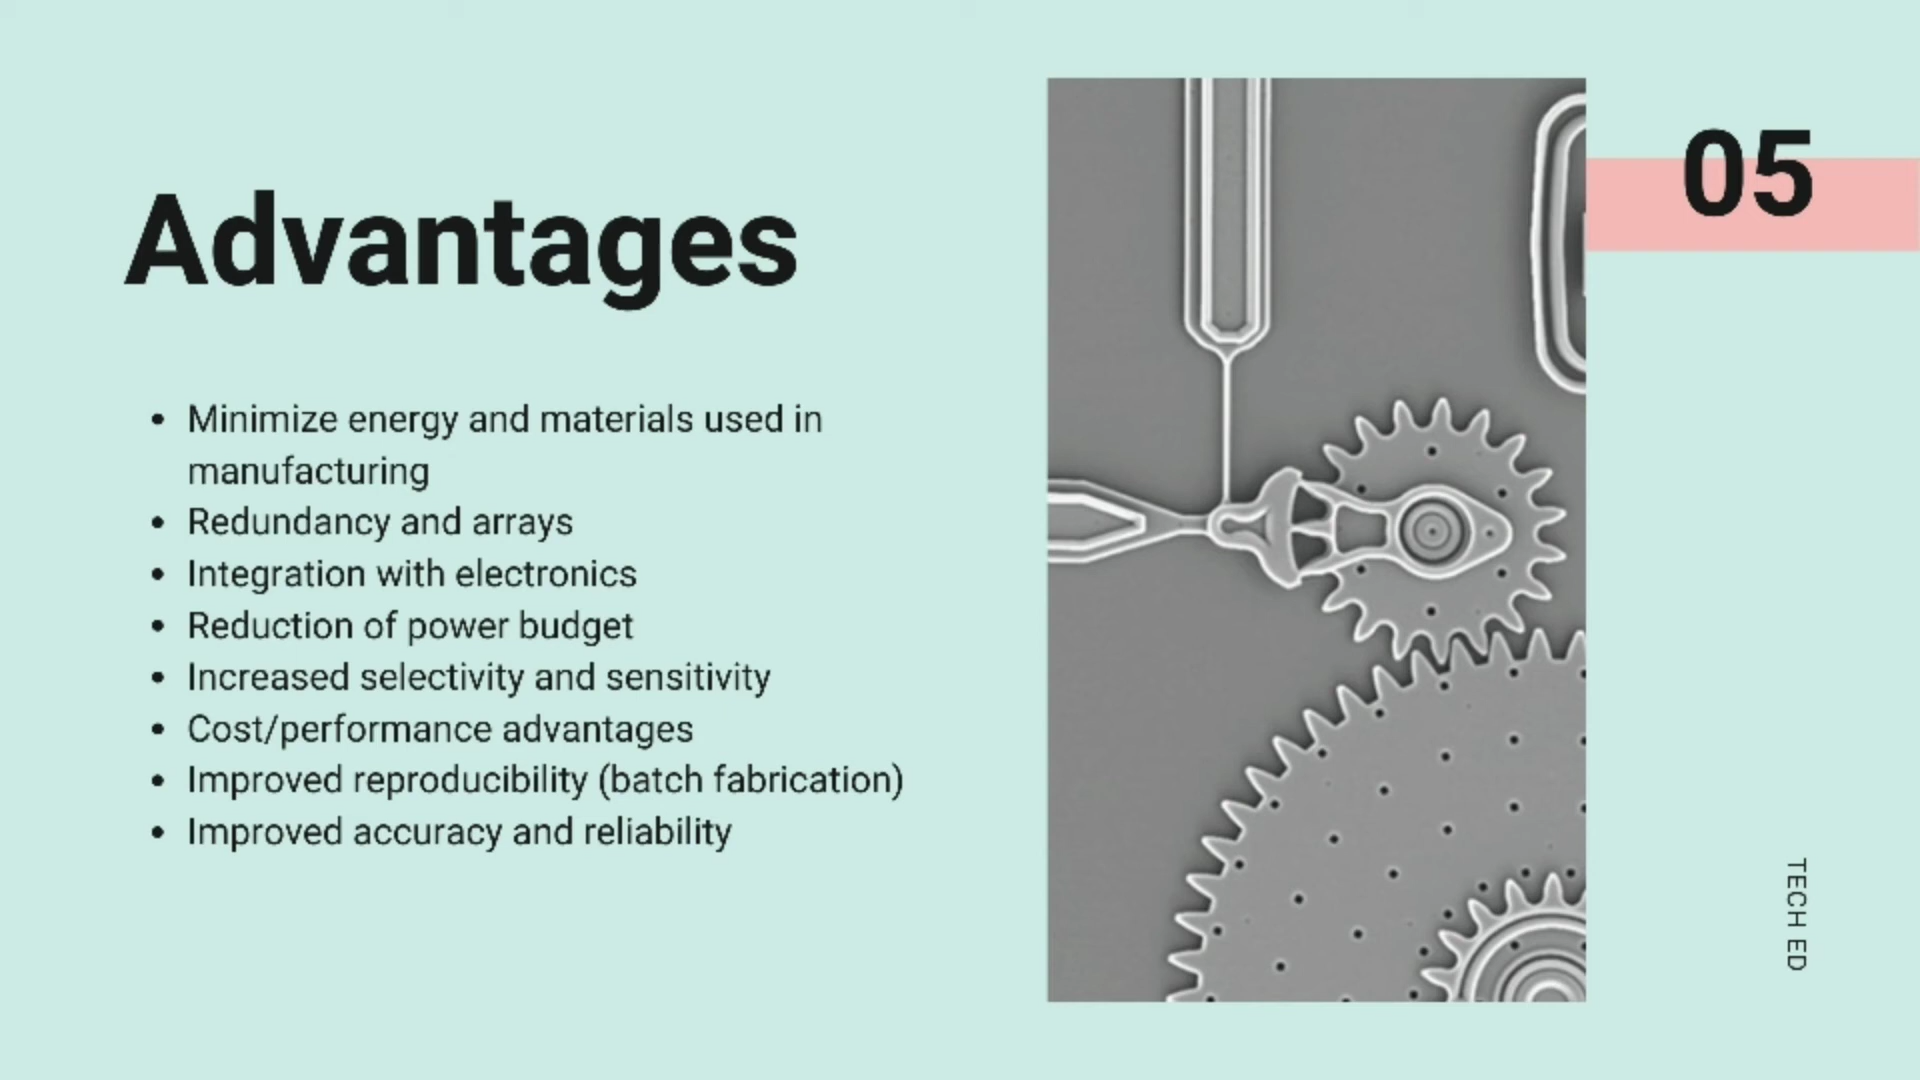 Advantages
05
• Minimize energy and materials used in
manufacturing
• Redundancy and arrays
• Integration with electronics
• Reduction of power budget
• Increased selectivity and sensitivity
• Cost/performance advantages
• Improved reproducibility (batch fabrication)
• Improved accuracy and reliability
TECH ED